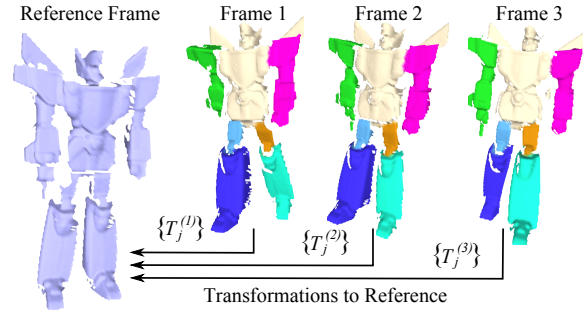 Reference Frame
Frame 1
Frame 2
Frame 3
{T_j^{(1)}}
{T_j^{(2)}}
{T_j^{(3)}}
Transformations to Reference